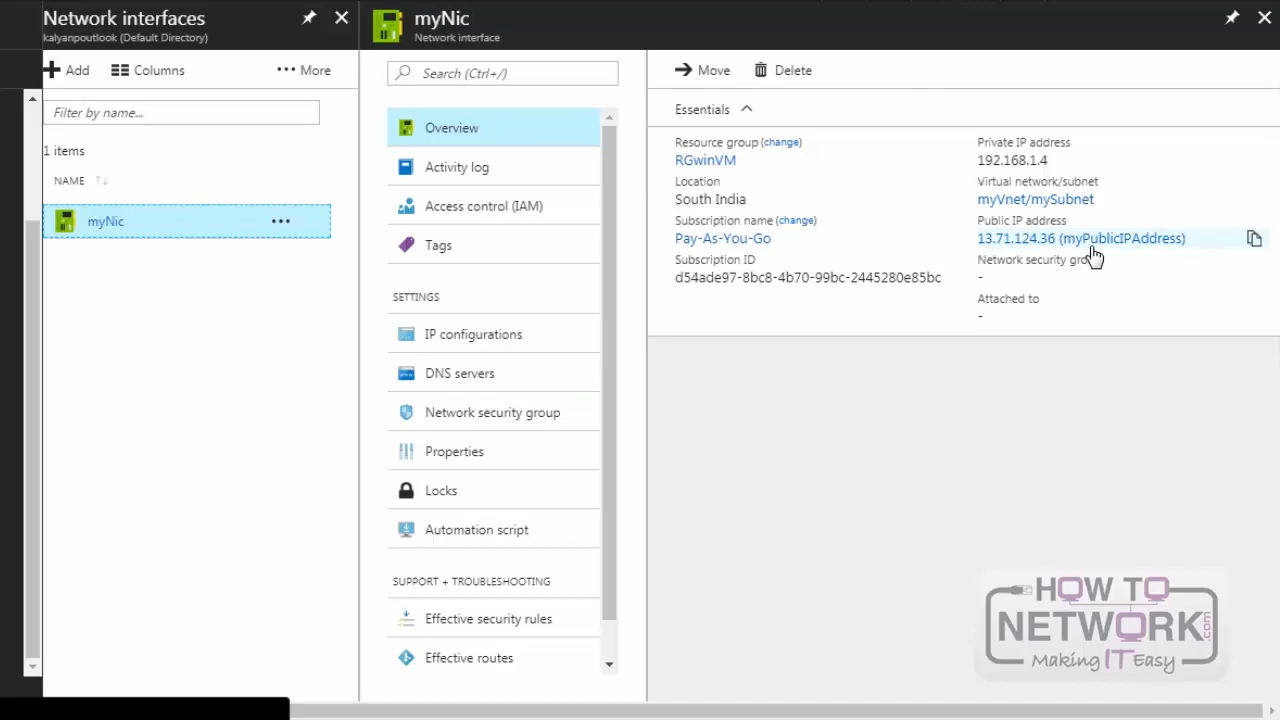 Network interfaces
kalyanpoutlook (Default Directory)
Add
Columns
More
Filter by name...
1 items
NAME
myNic
myNic
Network interface
Search (Ctrl+/)
Overview
Activity log
Access control (IAM)
Tags
SETTINGS
IP configurations
DNS servers
Network security group
Properties
Locks
Automation script
SUPPORT + TROUBLESHOOTING
Effective security rules
Effective routes
Move
Delete
Essentials
Resource group (change)
RGwinVM
Location
South India
Subscription name (change)
Pay-As-You-Go
Subscription ID
d54ade97-8bc8-4b70-99bc-2445280e85bc
Private IP address
192.168.1.4
Virtual network/subnet
myVnet/mySubnet
Public IP address
13.71.124.36 (myPublicIPAddress)
Network security
-
Attached to
-
HOW TO
NETWORK.com
Making IT Easy